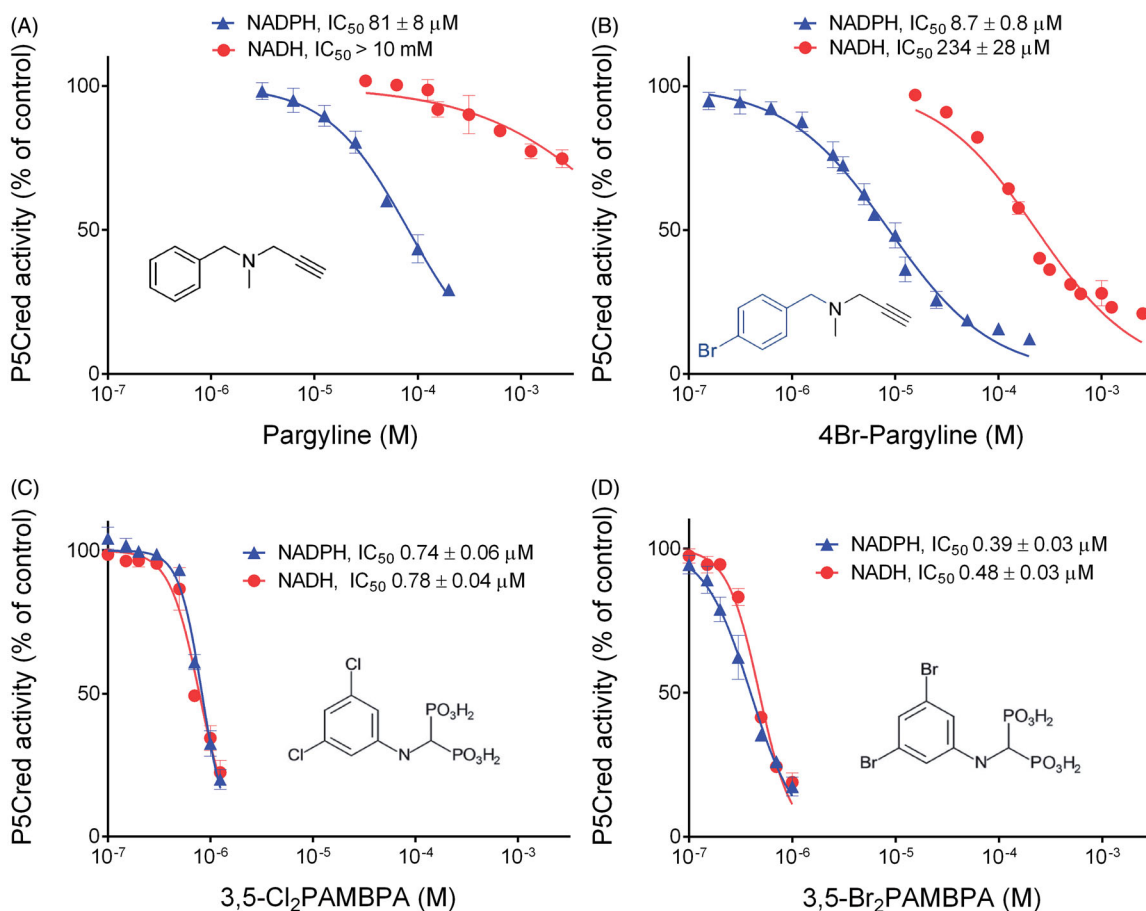 (A)
NADPH, IC50 81 ± 8 µM
NADH, IC50 > 10 mM
P5Cred activity (% of control)
100
50
0
N
10-7
10-6
10-5
10-4
10-3
Pargyline (M)
(B)
NADPH, IC50 8.7 ± 0.8 µM
NADH, IC50 234 ± 28 µM
P5Cred activity (% of control)
100
50
0
N
Br
10-7
10-6
10-5
10-4
10-3
4Br-Pargyline (M)
(C)
NADPH, IC50 0.74 ± 0.06 µM
NADH, IC50 0.78 ± 0.04 µM
P5Cred activity (% of control)
100
50
0
Cl
Cl
N
PO3H2
PO3H2
10-7
10-6
10-5
10-4
10-3
3,5-Cl2PAMBPA (M)
(D)
NADPH, IC50 0.39 ± 0.03 µM
NADH, IC50 0.48 ± 0.03 µM
P5Cred activity (% of control)
100
50
0
Br
Br
N
PO3H2
PO3H2
10-7
10-6
10-5
10-4
10-3
3,5-Br2PAMBPA (M)